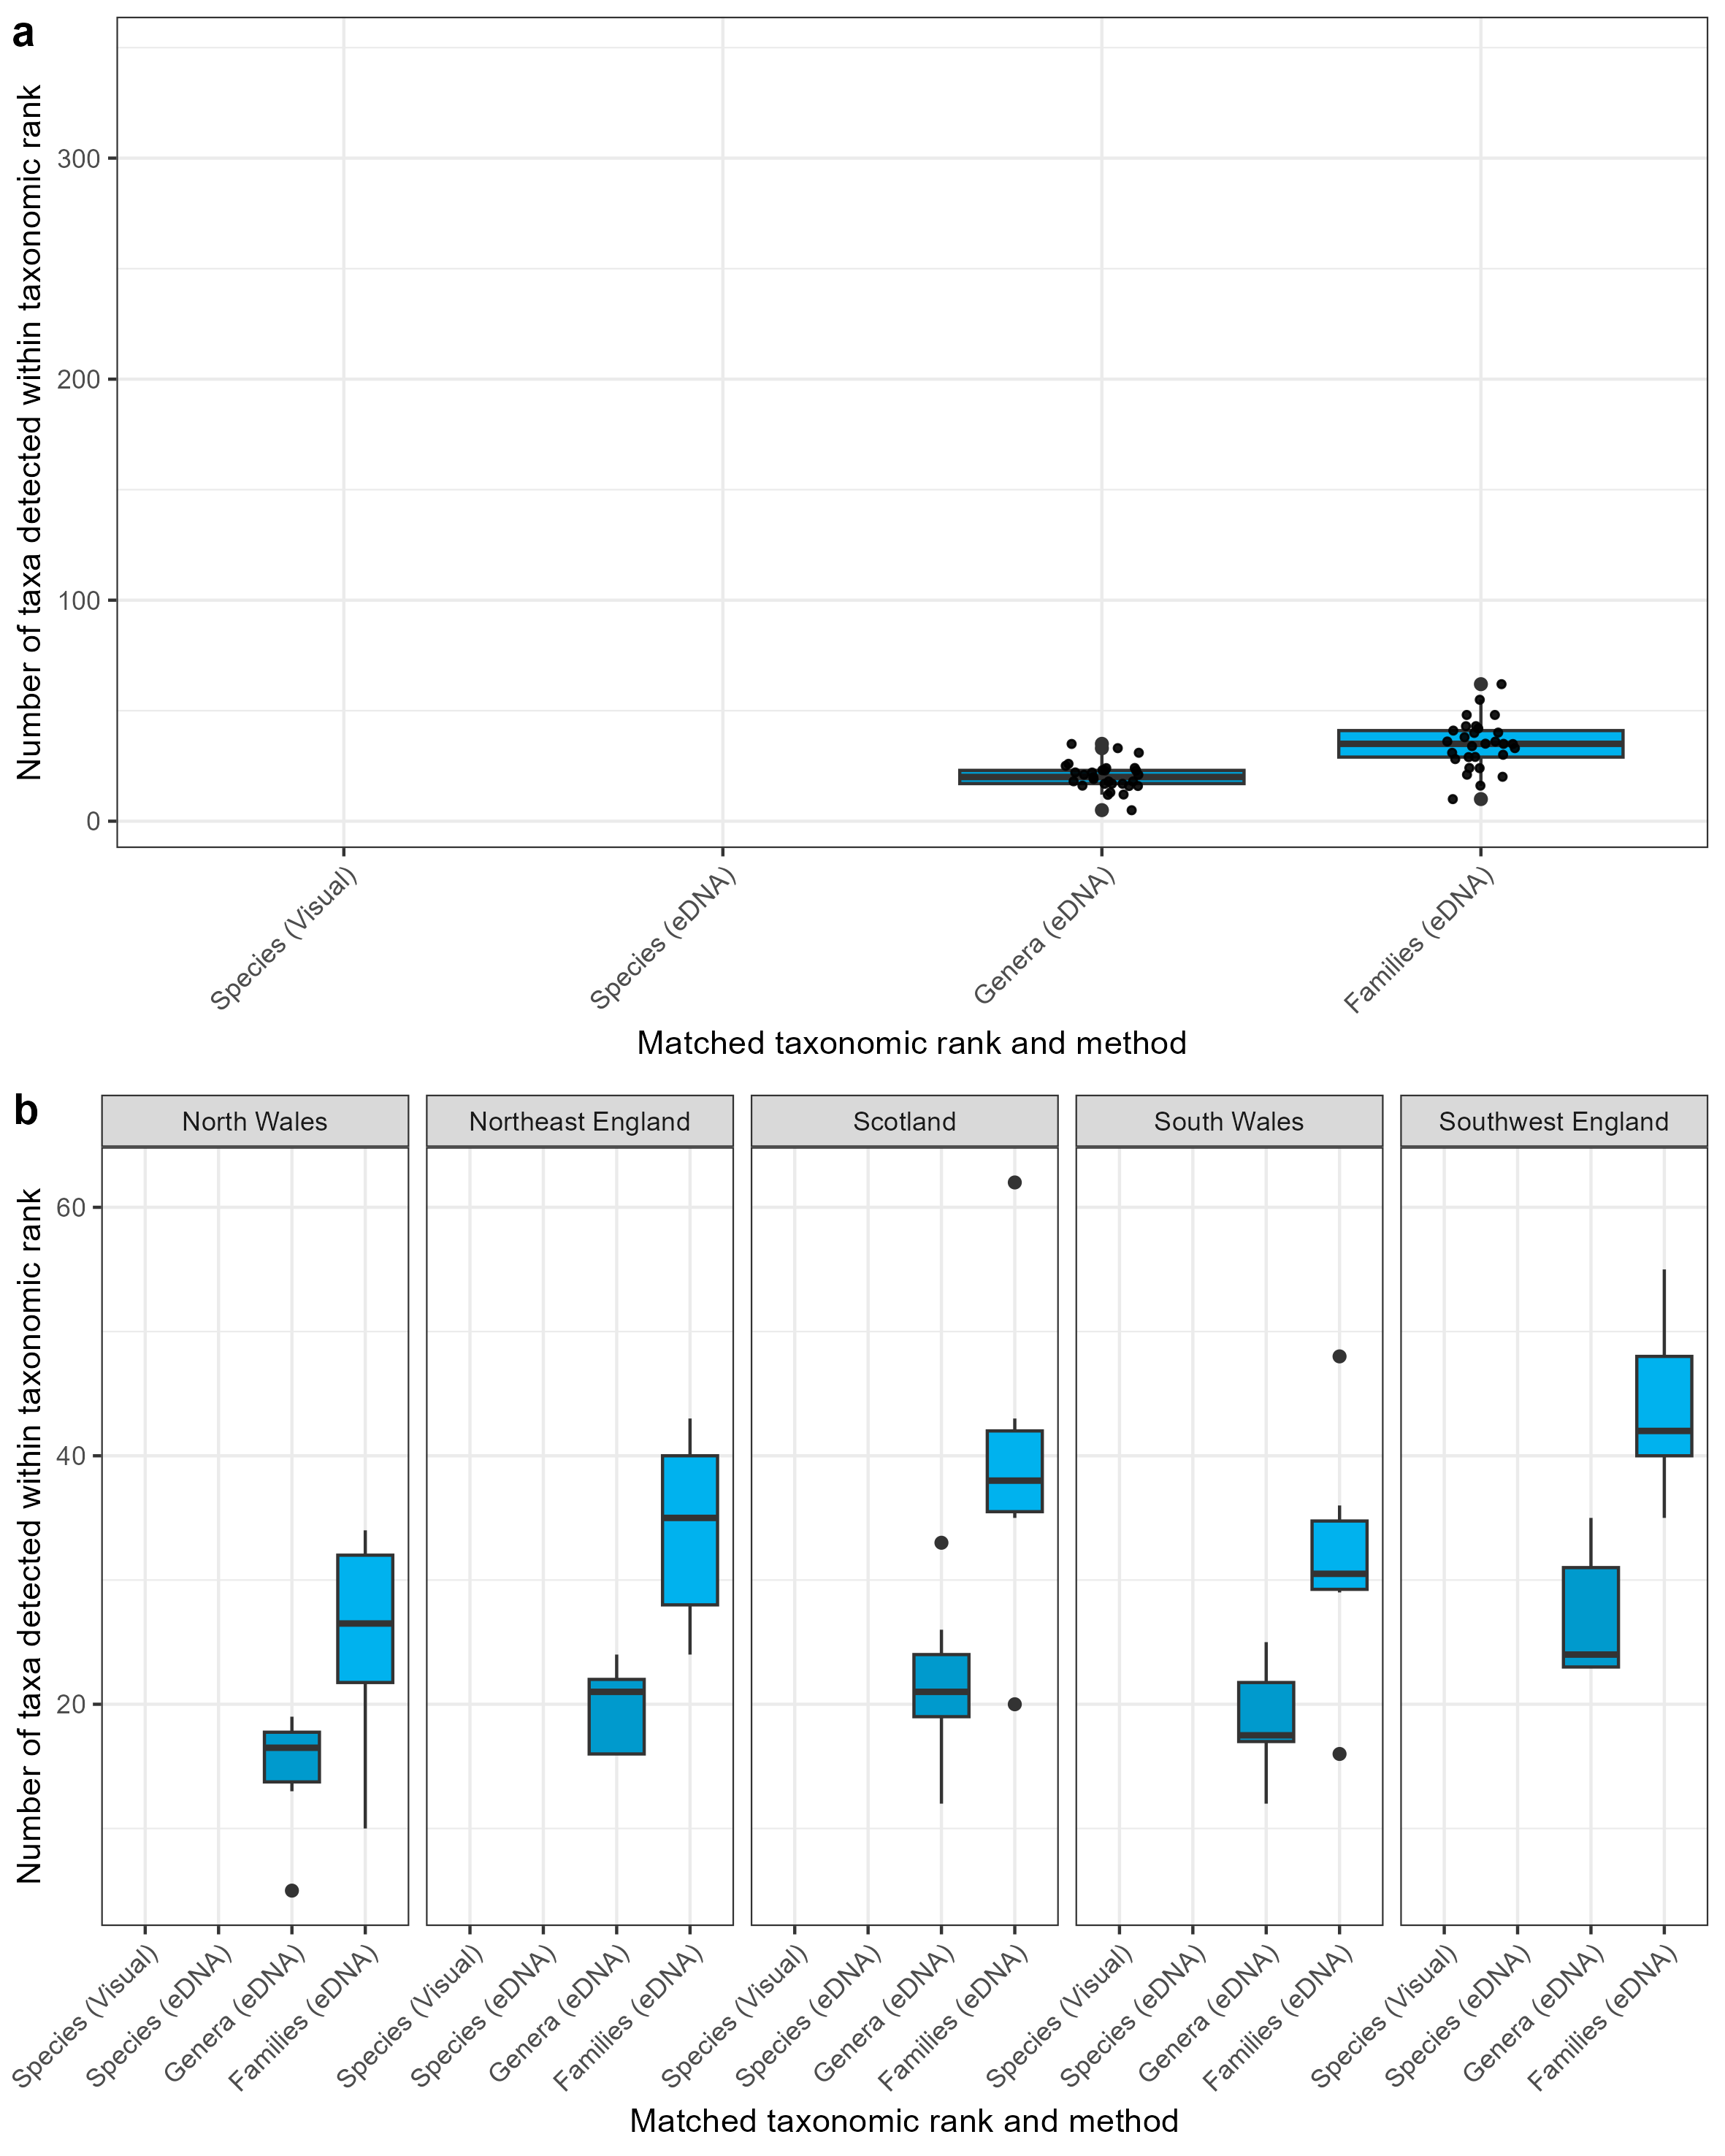 a
Number of taxa detected within taxonomic rank
300
200
100
0
Species (Visual)
Species (eDNA)
Genera (eDNA)
Families (eDNA)
Matched taxonomic rank and method
b
North Wales
Northeast England
Scotland
South Wales
Southwest England
Number of taxa detected within taxonomic rank
60
40
20
Species (Visual)
Species (eDNA)
Genera (eDNA)
Families (eDNA)
Species (Visual)
Species (eDNA)
Genera (eDNA)
Families (eDNA)
Species (Visual)
Species (eDNA)
Genera (eDNA)
Families (eDNA)
Species (Visual)
Species (eDNA)
Genera (eDNA)
Families (eDNA)
Species (Visual)
Species (eDNA)
Genera (eDNA)
Families (eDNA)
Matched taxonomic rank and method